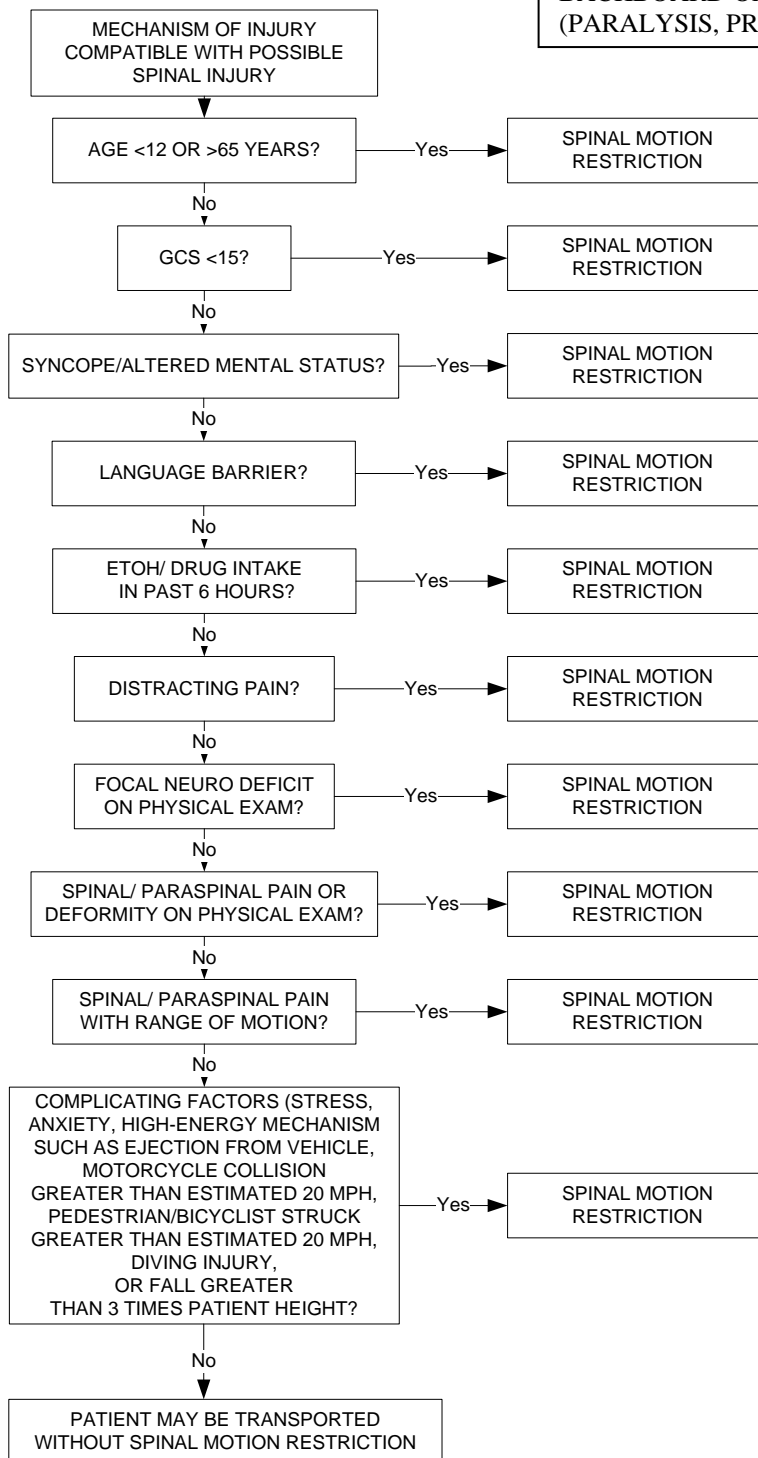 BACKBOARD
(PARALYSIS, PR
MECHANISM OF INJURY
COMPATIBLE WITH POSSIBLE
SPINAL INJURY
AGE <12 OR >65 YEARS?
Yes
SPINAL MOTION
RESTRICTION
No
GCS <15?
Yes
SPINAL MOTION
RESTRICTION
No
SYNCOPE/ALTERED MENTAL STATUS?
Yes
SPINAL MOTION
RESTRICTION
No
LANGUAGE BARRIER?
Yes
SPINAL MOTION
RESTRICTION
No
ETOH/ DRUG INTAKE
IN PAST 6 HOURS?
Yes
SPINAL MOTION
RESTRICTION
No
DISTRACTING PAIN?
Yes
SPINAL MOTION
RESTRICTION
No
FOCAL NEURO DEFICIT
ON PHYSICAL EXAM?
Yes
SPINAL MOTION
RESTRICTION
No
SPINAL/ PARASPINAL PAIN OR
DEFORMITY ON PHYSICAL EXAM?
Yes
SPINAL MOTION
RESTRICTION
No
SPINAL/ PARASPINAL PAIN
WITH RANGE OF MOTION?
Yes
SPINAL MOTION
RESTRICTION
No
COMPLICATING FACTORS (STRESS,
ANXIETY, HIGH-ENERGY MECHANISM
SUCH AS EJECTION FROM VEHICLE,
MOTORCYCLE COLLISION
GREATER THAN ESTIMATED 20 MPH,
PEDESTRIAN/BICYCLIST STRUCK
GREATER THAN ESTIMATED 20 MPH,
DIVING INJURY,
OR FALL GREATER
THAN 3 TIMES PATIENT HEIGHT?
Yes
SPINAL MOTION
RESTRICTION
No
PATIENT MAY BE TRANSPORTED
WITHOUT SPINAL MOTION RESTRICTION